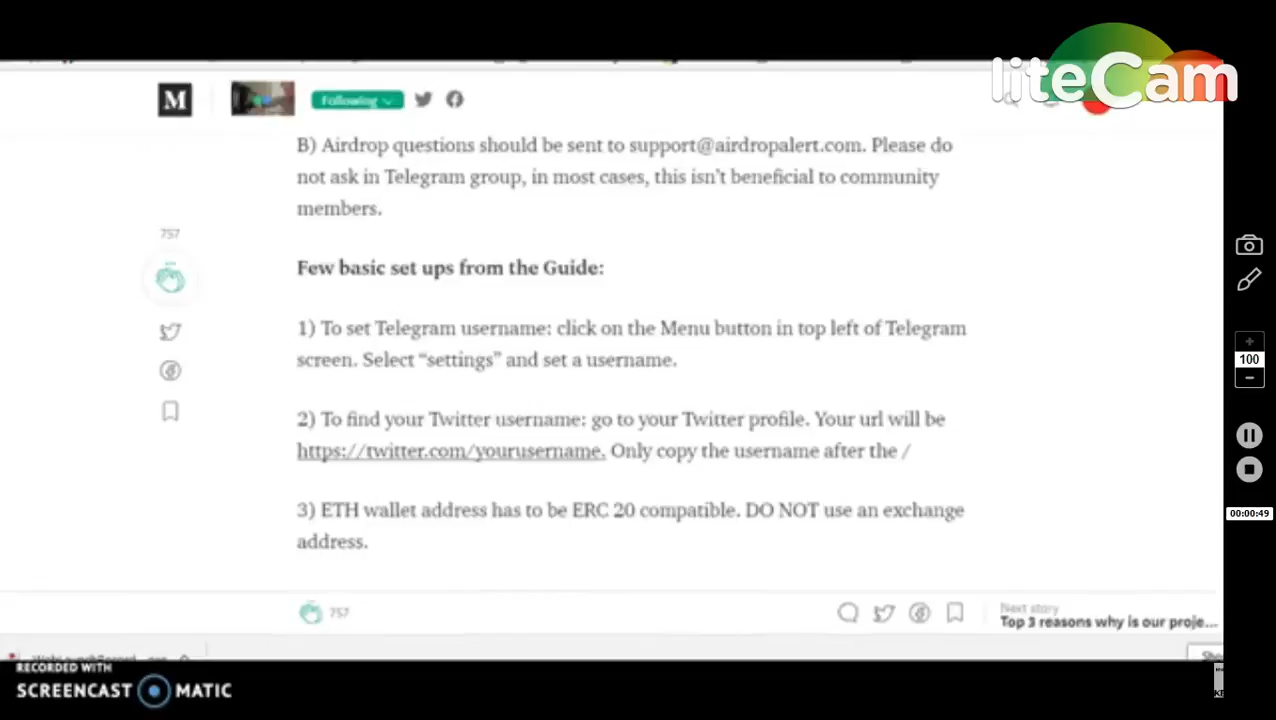 liteCam
M
Following
B) Airdrop questions should be sent to support@airdropalert.com. Please do
not ask in Telegram group, in most cases, this isn't beneficial to community
members.
757
Few basic set ups from the Guide:
1) To set Telegram username: click on the Menu button in top left of Telegram
screen. Select “settings” and set a username.
2) To find your Twitter username: go to your Twitter profile. Your url will be
https://twitter.com/yourusername. Only copy the username after the /
3) ETH wallet address has to be ERC 20 compatible. DO NOT use an exchange
address.
757
Next story
Top 3 reasons why is our proje...
100
00:00:49
RECORDED WITH
SCREENCAST MATIC